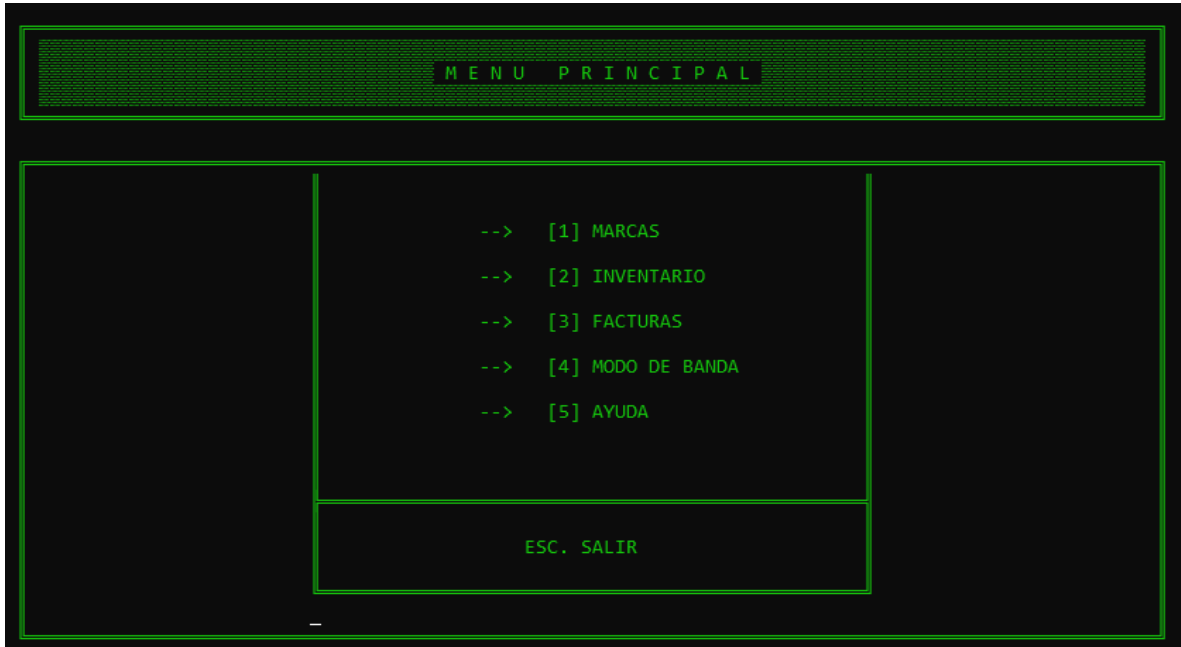 M E N U   P R I N C I P A L
-->   [1] MARCAS
-->   [2] INVENTARIO
-->   [3] FACTURAS
-->   [4] MODO DE BANDA
-->   [5] AYUDA
ESC. SALIR